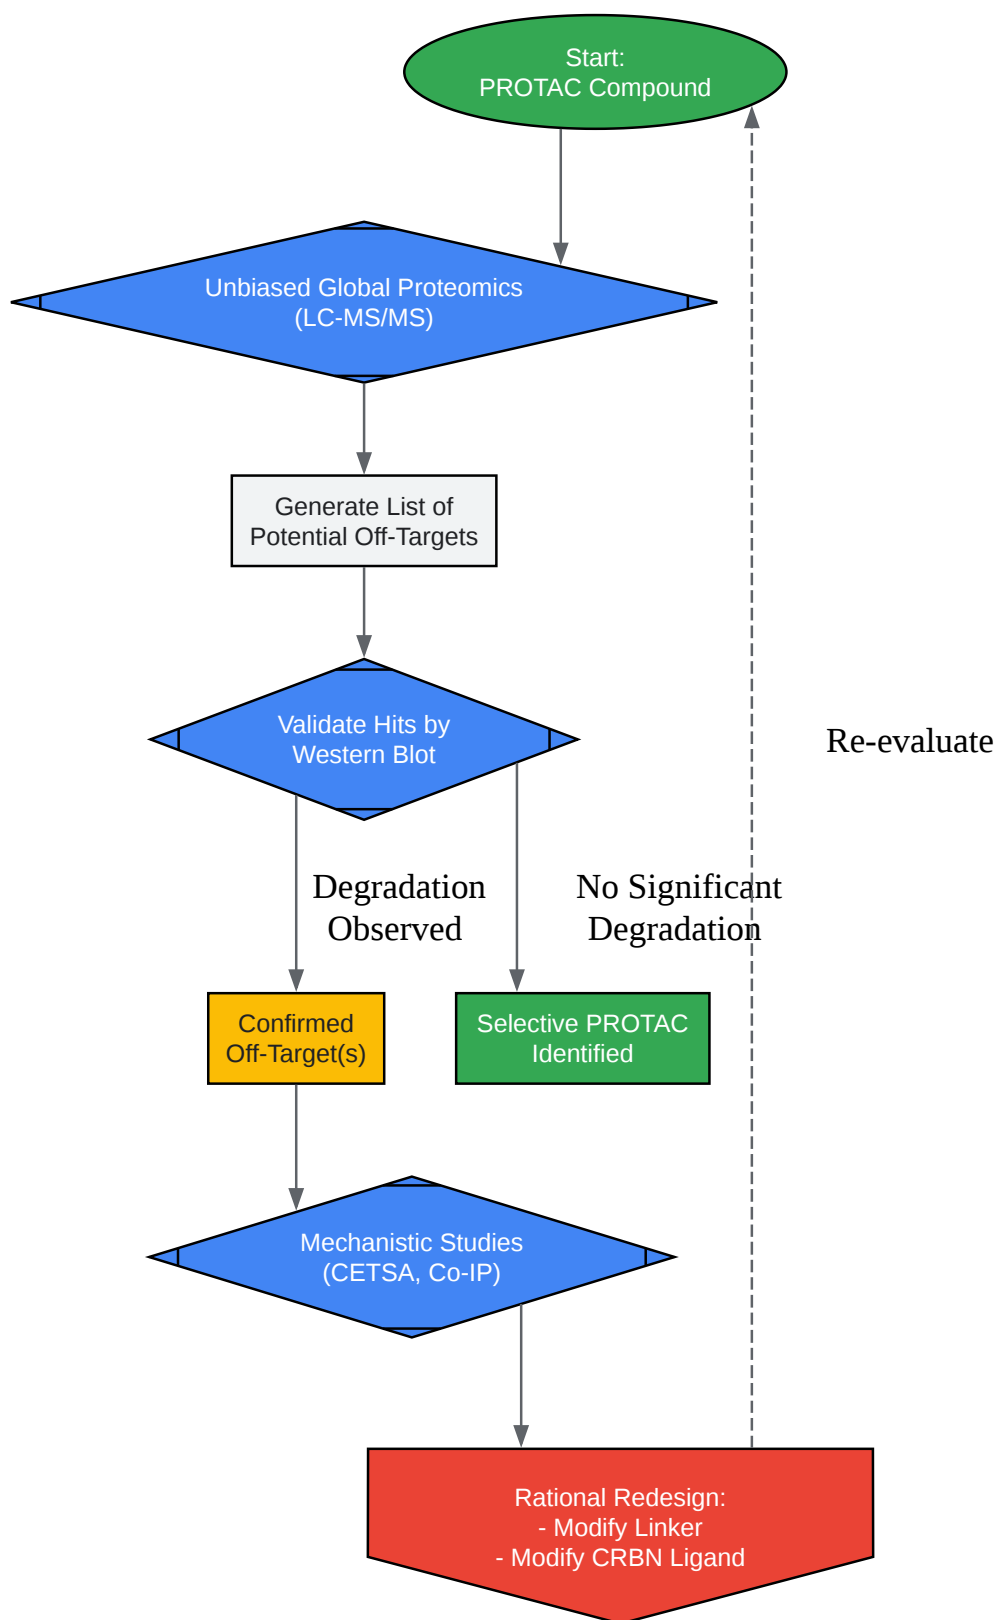 Start:
PROTAC Compound
Unbiased Global Proteomics
(LC-MS/MS)
Generate List of
Potential Off-Targets
Validate Hits by
Western Blot
Re-evaluate
Degradation
Observed
No Significant
Degradation
Confirmed
Off-Target(s)
Selective PROTAC
Identified
Mechanistic Studies
(CETSA, Co-IP)
Rational Redesign:
- Modify Linker
- Modify CRBN Ligand